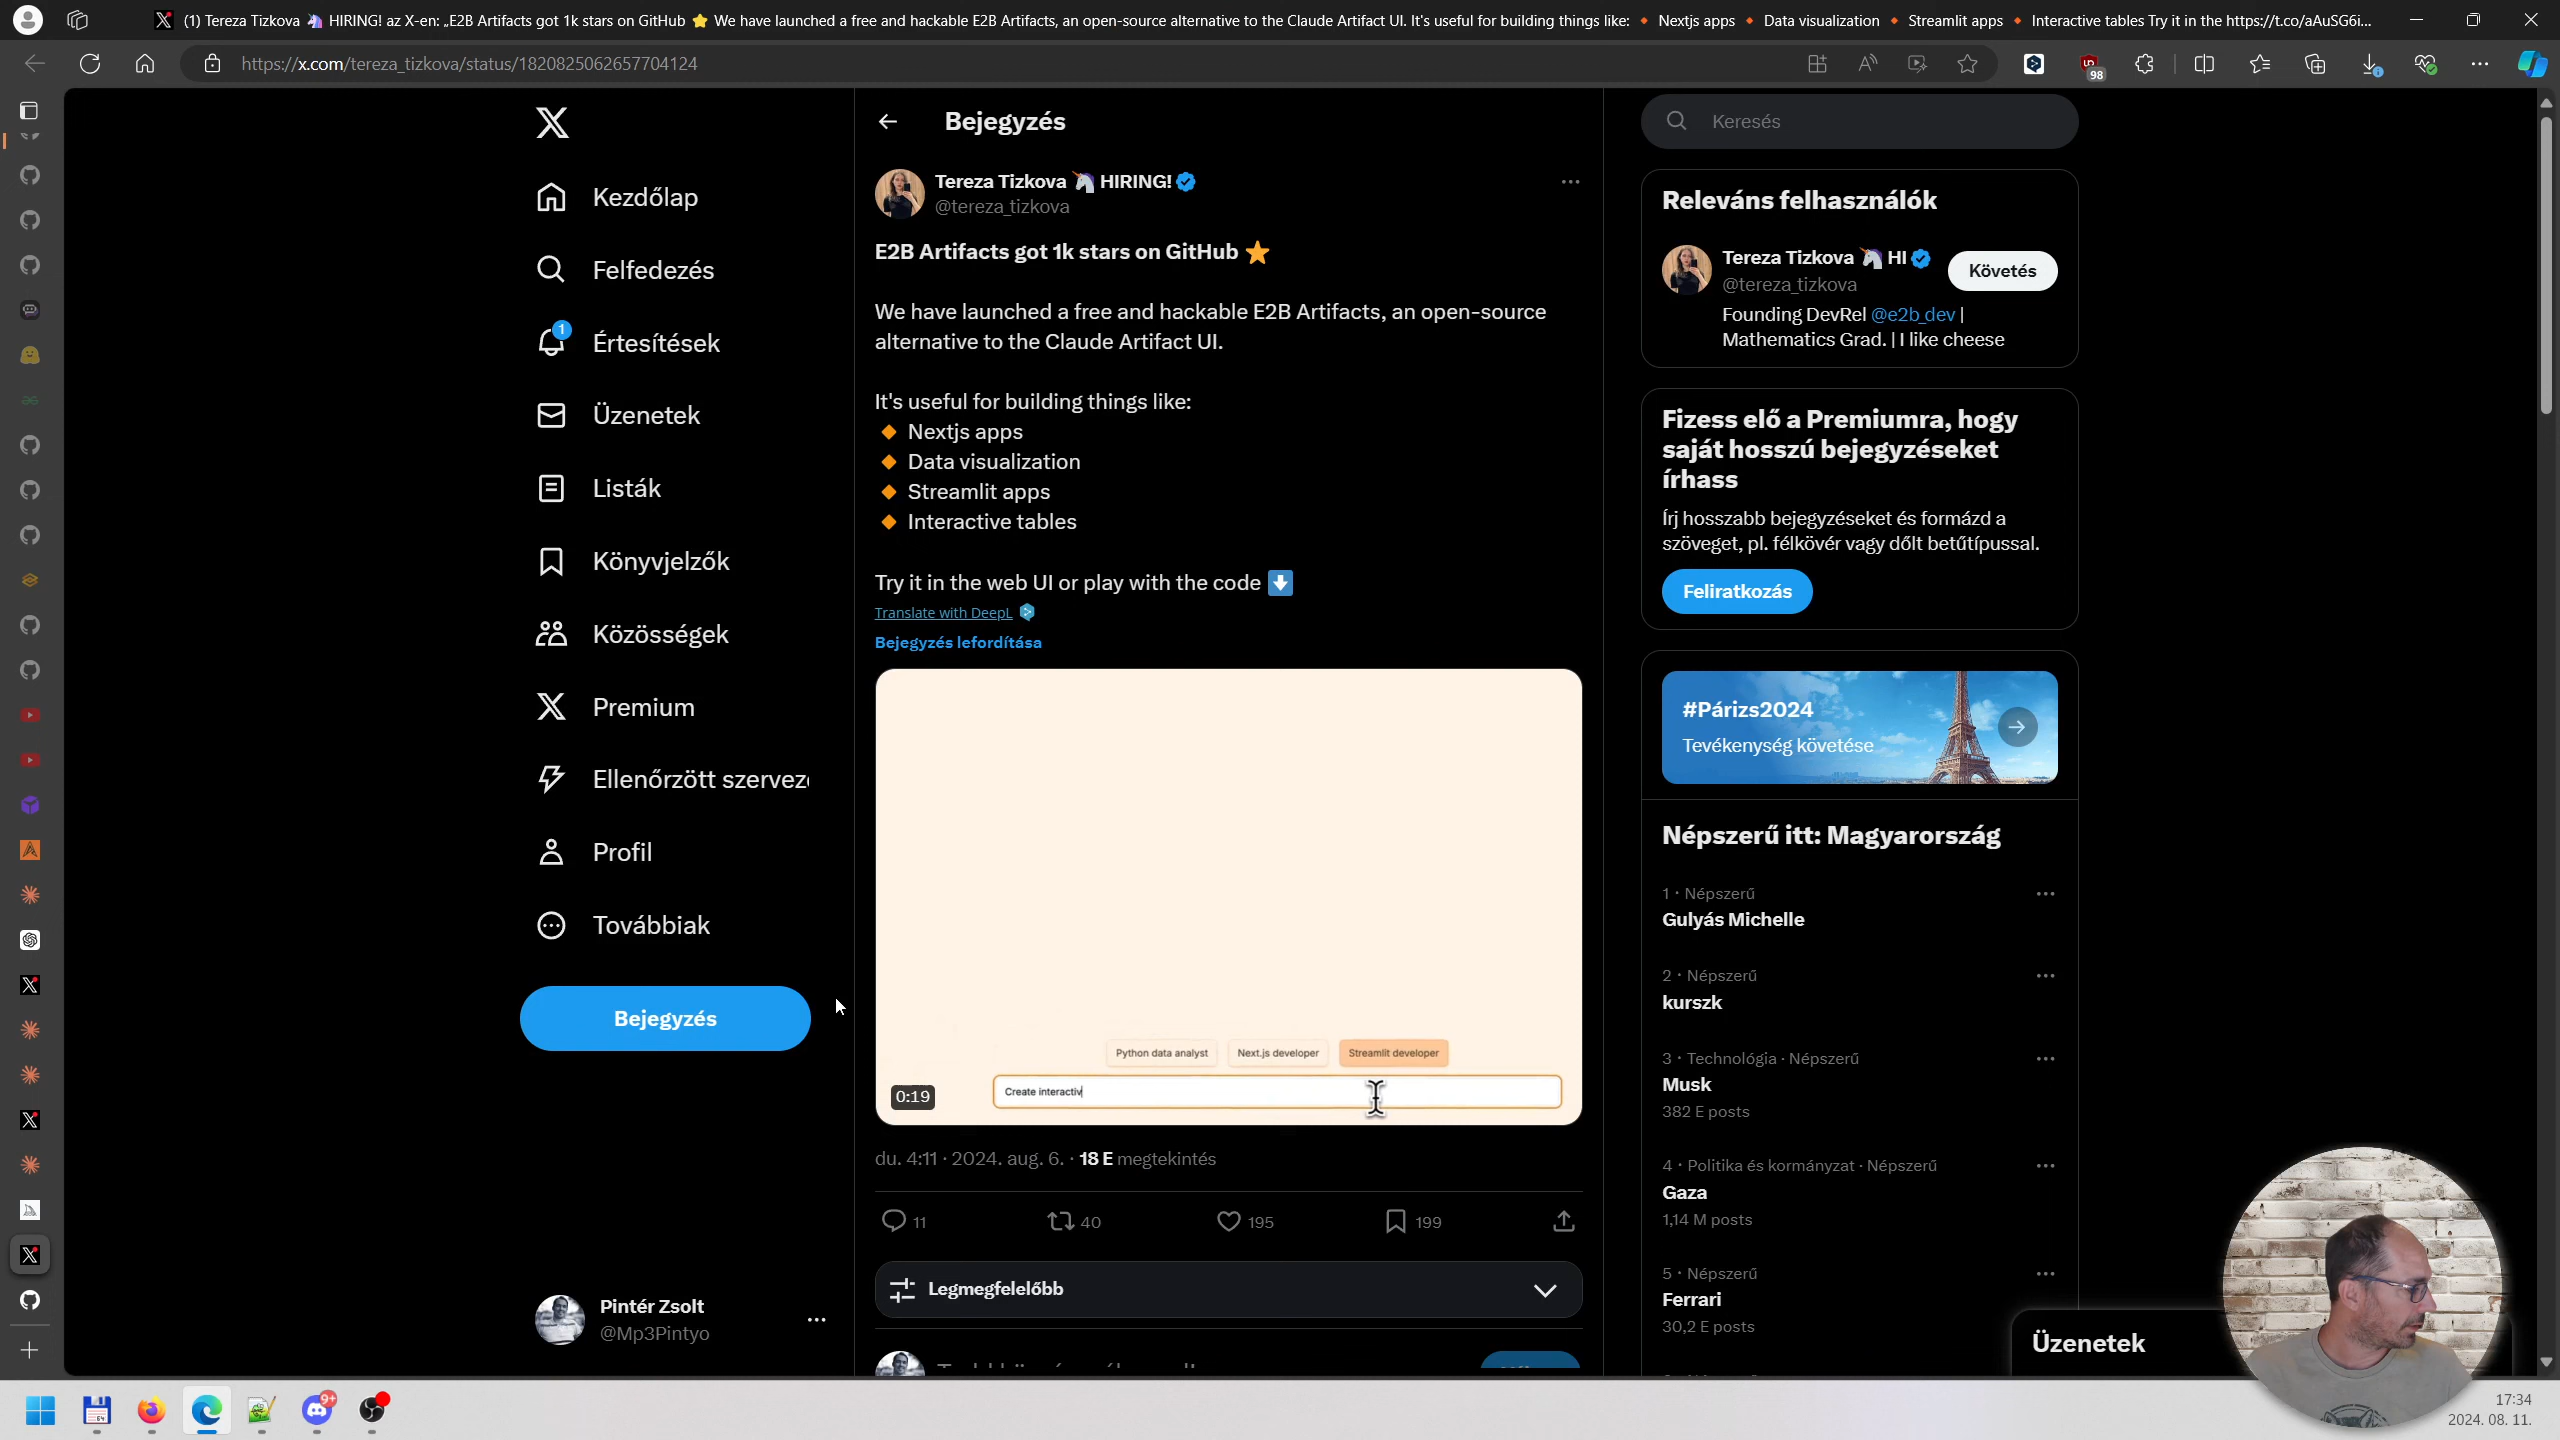 (1) Tereza Tizkova 🦄 HIRING! az X-en: „E2B Artifacts got 1k stars on GitHub ⭐ We have launched a free and hackable E2B Artifacts, an open-source alternative to the Claude Artifact UI. It's useful for building things like: 🔸 Nextjs apps 🔸 Data visualization 🔸 Streamlit apps 🔸 Interactive tables Try it in the https://t.co/aAuSG6i...
https://x.com/tereza_tizkova/status/1820825062657704124
98
Kezdőlap
Felfedezés
1
Értesítések
Üzenetek
Listák
Könyvjelzők
Közösségek
Premium
Ellenőrzött szerveze
Profil
Továbbiak
Bejegyzés
Pintér Zsolt
@Mp3Pintyo
Bejegyzés
Tereza Tizkova 🦄 HIRING!
@tereza_tizkova
E2B Artifacts got 1k stars on GitHub ⭐
We have launched a free and hackable E2B Artifacts, an open-source
alternative to the Claude Artifact UI.
It's useful for building things like:
🔸 Nextjs apps
🔸 Data visualization
🔸 Streamlit apps
🔸 Interactive tables
Try it in the web UI or play with the code ⬇️
Translate with DeepL
Bejegyzés lefordítása
Python data analyst Next.js developer Streamlit developer
Create interactiv
0:19
du. 4:11 · 2024. aug. 6. · 18 E megtekintés
11 40 195 199
Legmegfelelőbb
Keresés
Releváns felhasználók
Tereza Tizkova 🦄 HI
@tereza_tizkova
Követés
Founding DevRel @e2b_dev |
Mathematics Grad. | I like cheese
Fizess elő a Premiumra, hogy
saját hosszú bejegyzéseket
írhass
Írj hosszabb bejegyzéseket és formázd a
szöveget, pl. félkövér vagy dőlt betűtípussal.
Feliratkozás
#Párizs2024
Tevékenység követése
Népszerű itt: Magyarország
1 · Népszerű
Gulyás Michelle
2 · Népszerű
kurszk
3 · Technológia · Népszerű
Musk
382 E posts
4 · Politika és kormányzat · Népszerű
Gaza
1,14 M posts
5 · Népszerű
Ferrari
30,2 E posts
Üzenetek
9+
17:34
2024. 08. 11.